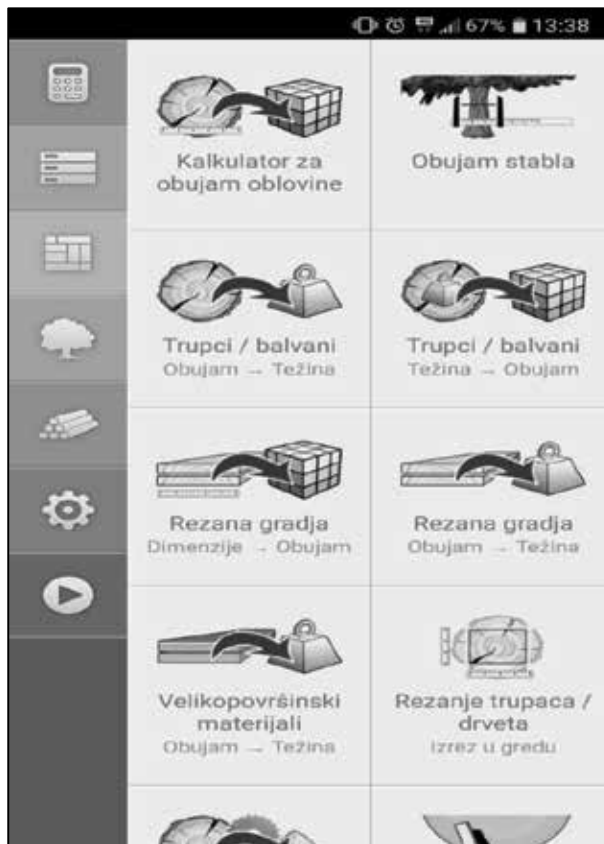 67% 13:38
Kalkulator za
obujam oblovine
Obujam stabla
Trupci / balvani
Obujam → Težina
Trupci / balvani
Težina → Obujam
Rezana gradja
Dimenzije → Obujam
Rezana gradja
Obujam → Težina
Velikopovršinski
materijali
Obujam → Težina
Rezanje trupaca /
drveta
Izrez u gredu